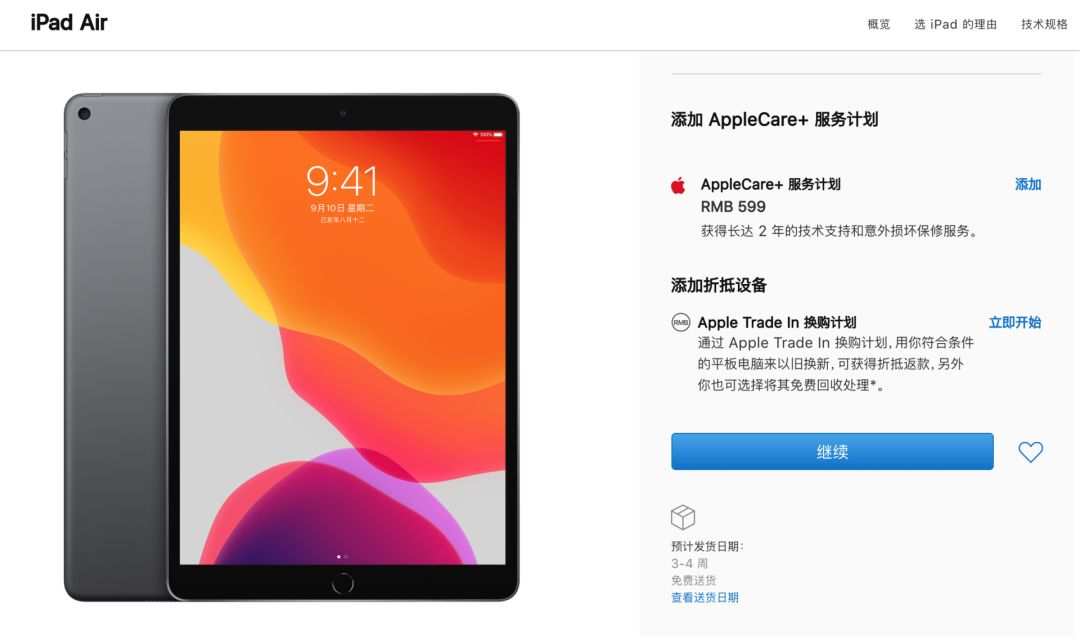 iPad Air
概览
选 iPad 的理由
技术规格
100%
9:41
9月10日 星期二
己亥年八月十二
添加 AppleCare+ 服务计划
AppleCare+ 服务计划
添加
RMB 599
获得长达 2 年的技术支持和意外损坏保修服务。
添加折抵设备
RMB
Apple Trade In 换购计划
立即开始
通过 Apple Trade In 换购计划, 用你符合条件
的平板电脑来以旧换新, 可获得折抵返款, 另外
你也可选择将其免费回收处理*。
继续
预计发货日期:
3-4 周
免费送货
查看送货日期